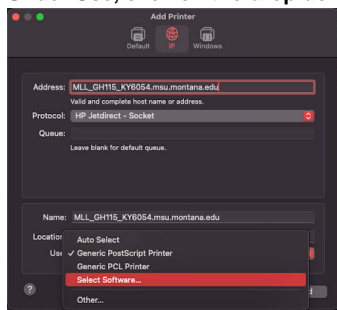 Add Printer
Default
IP
Windows
Address: MLL_GH115_KY6054.msu.montana.edu
Valid and complete host name or address.
Protocol: HP Jetdirect - Socket
Queue:
Leave blank for default queue.
Name: MLL_GH115_KY6054.msu.montana.edu
Location
Auto Select
Use ✓ Generic PostScript Printer
Generic PCL Printer
Select Software...
?
Other...